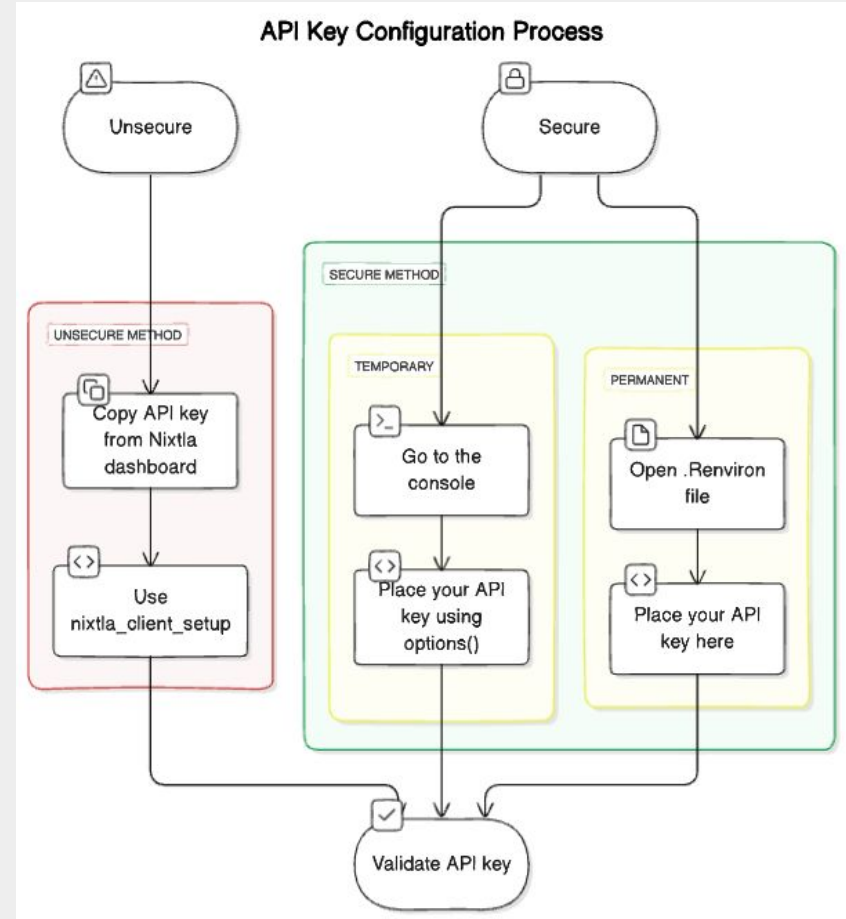 API Key Configuration Process
Unsecure
Secure
SECURE METHOD
UNSECURE METHOD
TEMPORARY
PERMANENT
Copy API key
from Nixtla
dashboard
Go to the
console
Open .Renviron
file
Use
nixtla_client_setup
Place your API
key using
options()
Place your API
key here
Validate API key